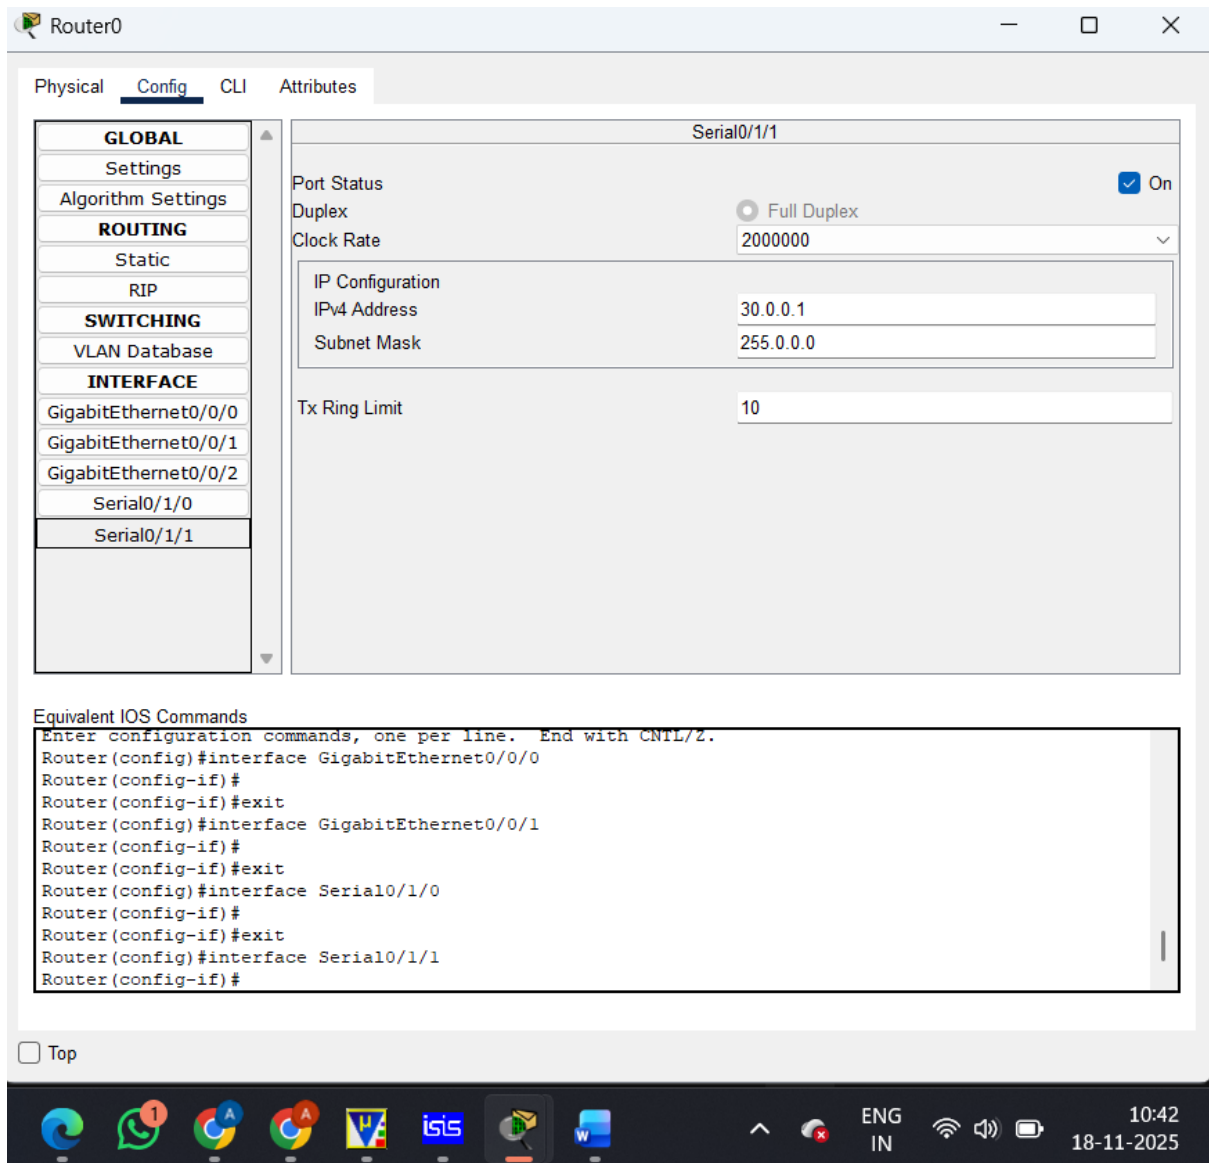 Router0
Physical Config CLI Attributes
GLOBAL
Settings
Algorithm Settings
ROUTING
Static
RIP
SWITCHING
VLAN Database
INTERFACE
GigabitEthernet0/0/0
GigabitEthernet0/0/1
GigabitEthernet0/0/2
Serial0/1/0
Serial0/1/1
Serial0/1/1
Port Status On
Duplex Full Duplex
Clock Rate 2000000
IP Configuration
IPv4 Address 30.0.0.1
Subnet Mask 255.0.0.0
Tx Ring Limit 10
Equivalent IOS Commands
Enter configuration commands, one per line.  End with CNTL/Z.
Router(config)#interface GigabitEthernet0/0/0
Router(config-if)#
Router(config-if)#exit
Router(config)#interface GigabitEthernet0/0/1
Router(config-if)#
Router(config-if)#exit
Router(config)#interface Serial0/1/0
Router(config-if)#
Router(config-if)#exit
Router(config)#interface Serial0/1/1
Router(config-if)#
Top
1 A A µ isis W
ENG
IN
10:42
18-11-2025